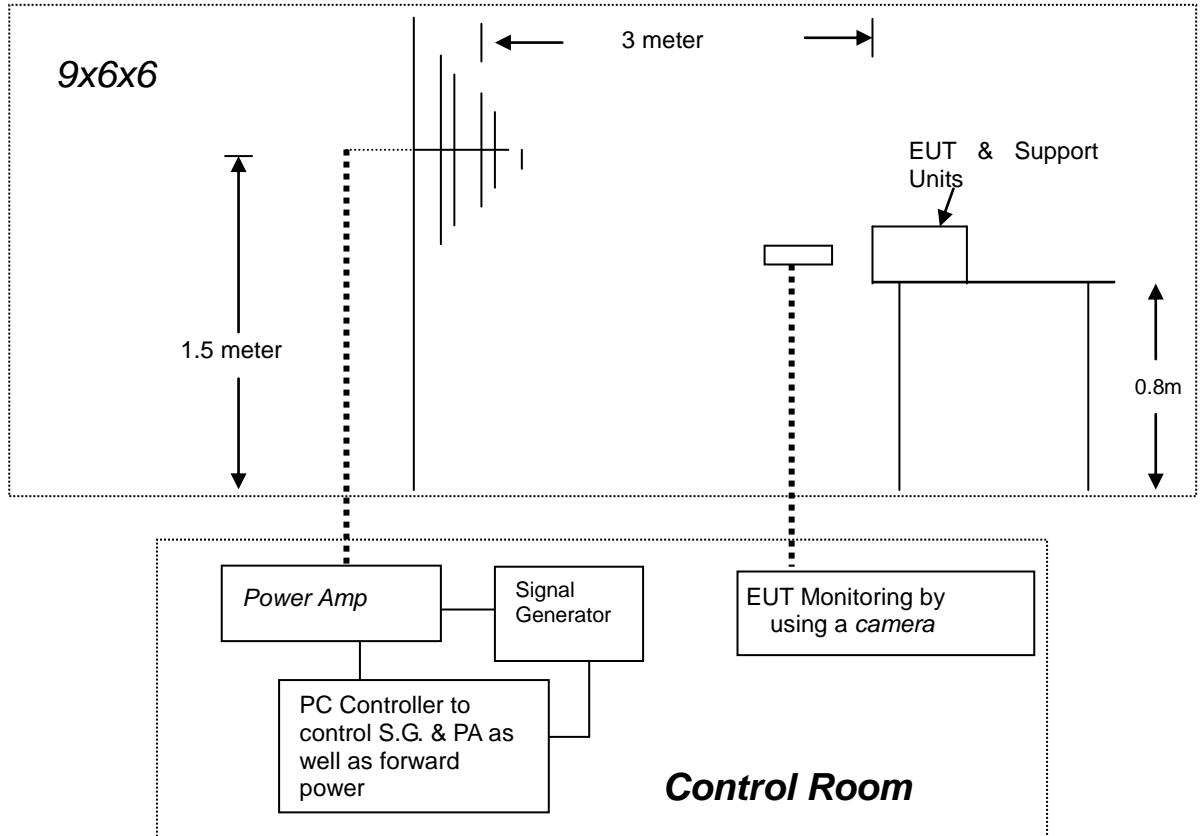 3 meter
9x6x6
EUT & Support
Units
1.5 meter
0.8m
Power Amp
Signal
Generator
EUT Monitoring by
using a camera
PC Controller to
control S.G. & PA as
well as forward
power
Control Room